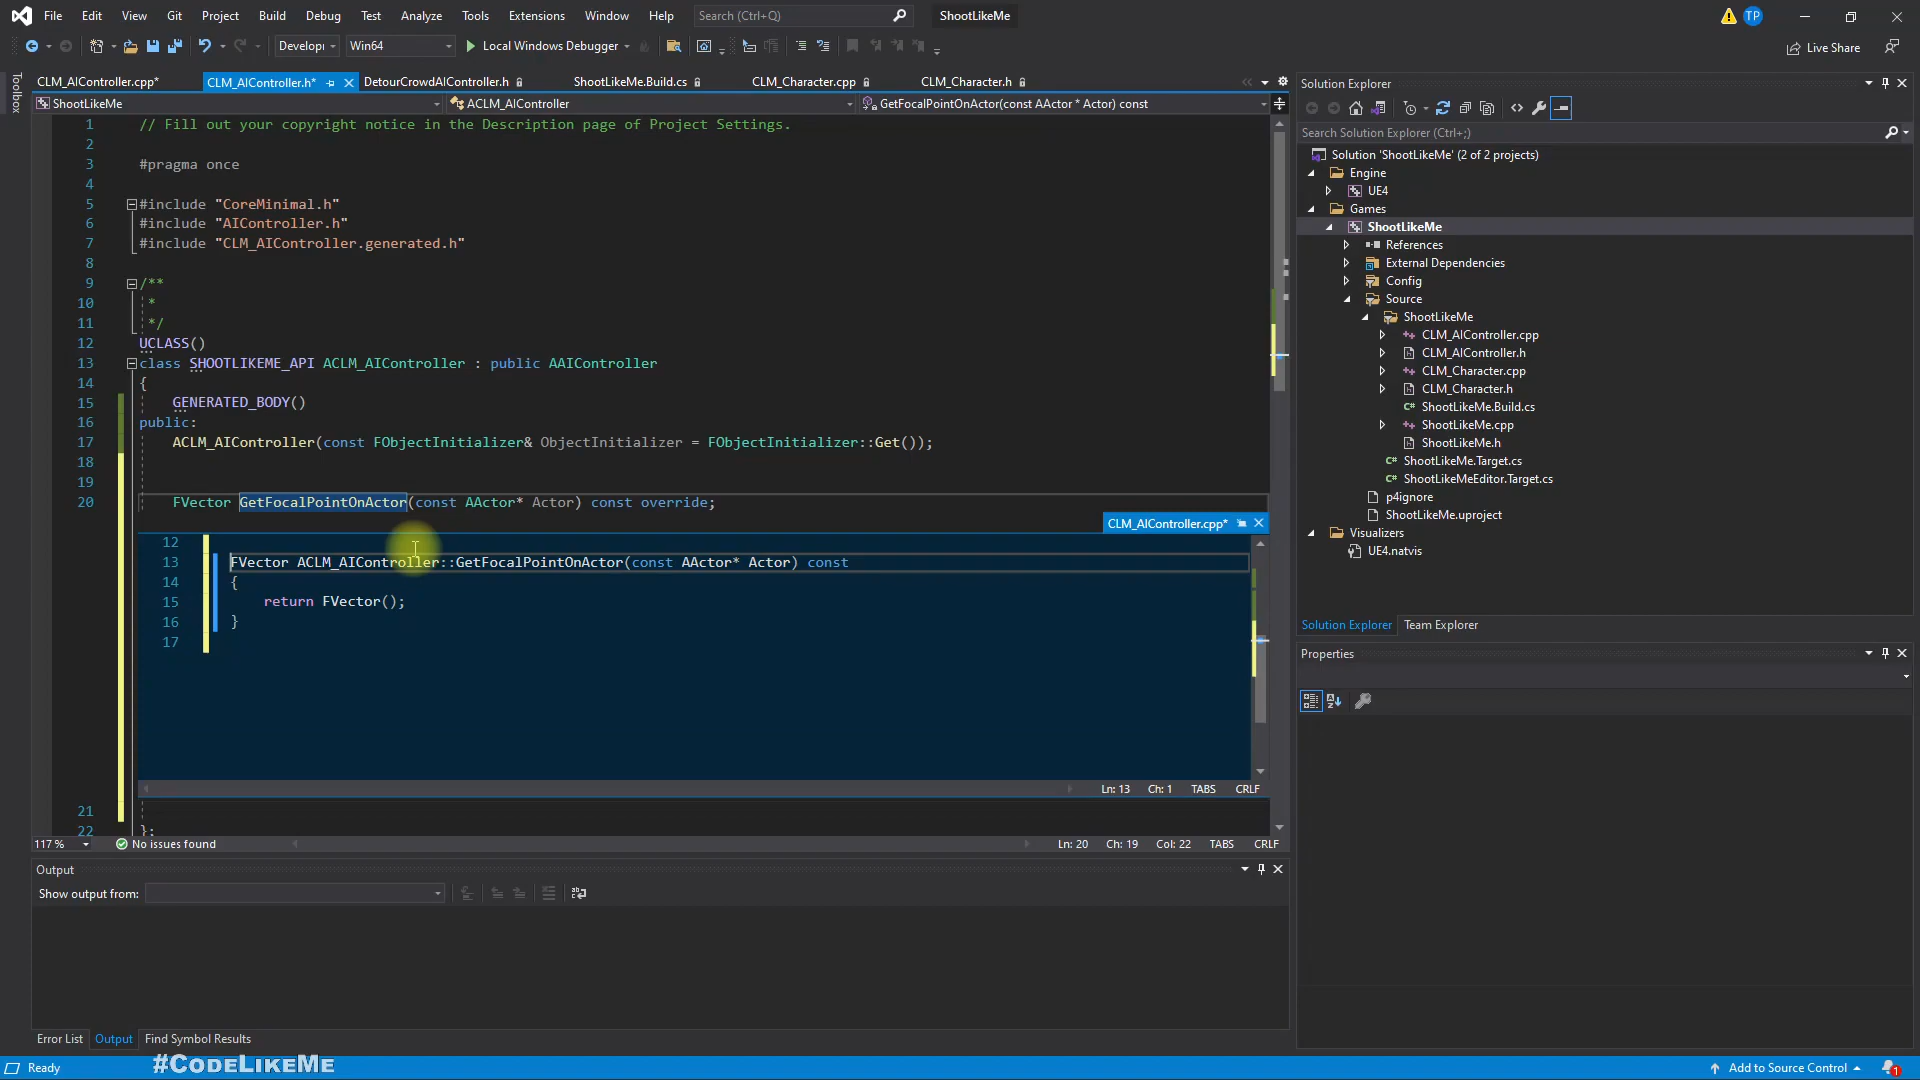 File Edit View Git Project Build Debug Test Analyze Tools Extensions Window Help Search (Ctrl+Q) ShootLikeMe TP
Develop Win64 Local Windows Debugger Live Share
Toolbox
CLM_AIController.cpp* CLM_AIController.h* DetourCrowdAIController.h ShootLikeMe.Build.cs CLM_Character.cpp CLM_Character.h
ShootLikeMe ACLM_AIController GetFocalPointOnActor(const AActor * Actor) const
1 // Fill out your copyright notice in the Description page of Project Settings.
2
3 #pragma once
4
5 #include "CoreMinimal.h"
6 #include "AIController.h"
7 #include "CLM_AIController.generated.h"
8
9 /**
10 *
11 */
12 UCLASS()
13 class SHOOTLIKEME_API ACLM_AIController : public AAIController
14 {
15 GENERATED_BODY()
16 public:
17 ACLM_AIController(const FObjectInitializer& ObjectInitializer = FObjectInitializer::Get());
18
19
20 FVector GetFocalPointOnActor(const AActor* Actor) const override;
CLM_AIController.cpp*
12
13 FVector ACLM_AIController::GetFocalPointOnActor(const AActor* Actor) const
14 {
15 return FVector();
16 }
17
Ln: 13 Ch: 1 TABS CRLF
21
22 };
117 % No issues found Ln: 20 Ch: 19 Col: 22 TABS CRLF
Output
Show output from:
Error List Output Find Symbol Results
Ready #CodeLikeMe Add to Source Control 1
Solution Explorer
Search Solution Explorer (Ctrl+;)
Solution 'ShootLikeMe' (2 of 2 projects)
Engine
UE4
Games
ShootLikeMe
References
External Dependencies
Config
Source
ShootLikeMe
CLM_AIController.cpp
CLM_AIController.h
CLM_Character.cpp
CLM_Character.h
ShootLikeMe.Build.cs
ShootLikeMe.cpp
ShootLikeMe.h
ShootLikeMe.Target.cs
ShootLikeMeEditor.Target.cs
p4ignore
ShootLikeMe.uproject
Visualizers
UE4.natvis
Solution Explorer Team Explorer
Properties